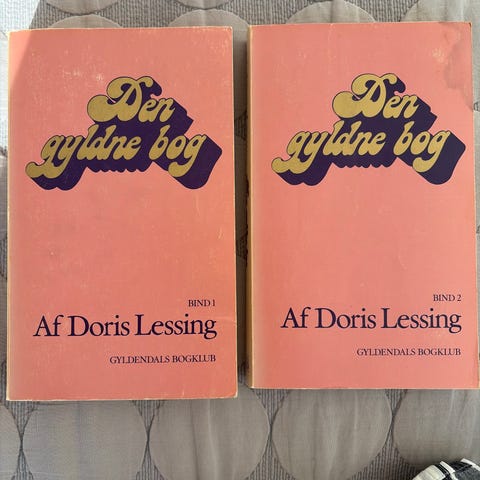 Den
gyldne bog
BIND 1
Af Doris Lessing
GYLDENDALS BOGKLUB
Den
gyldne bog
BIND 2
Af Doris Lessing
GYLDENDALS BOGKLUB